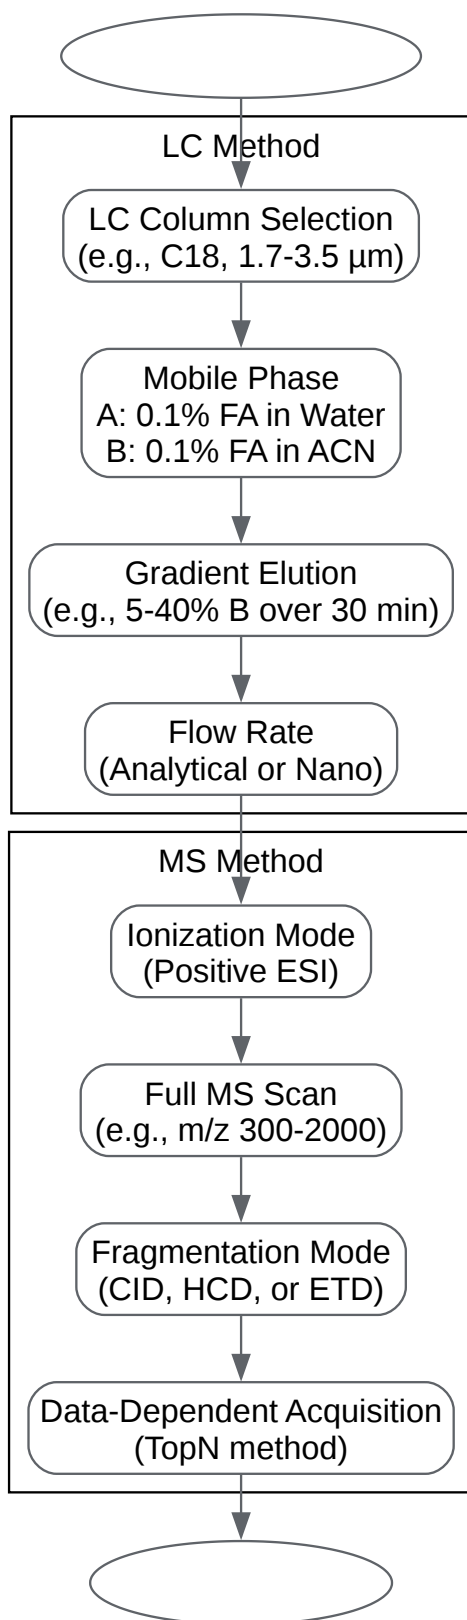 LC Method
LC Column Selection
(e.g., C18, 1.7-3.5 µm)
Mobile Phase
A: 0.1% FA in Water
B: 0.1% FA in ACN
Gradient Elution
(e.g., 5-40% B over 30 min)
Flow Rate
(Analytical or Nano)
MS Method
Ionization Mode
(Positive ESI)
Full MS Scan
(e.g., m/z 300-2000)
Fragmentation Mode
(CID, HCD, or ETD)
Data-Dependent Acquisition
(TopN method)